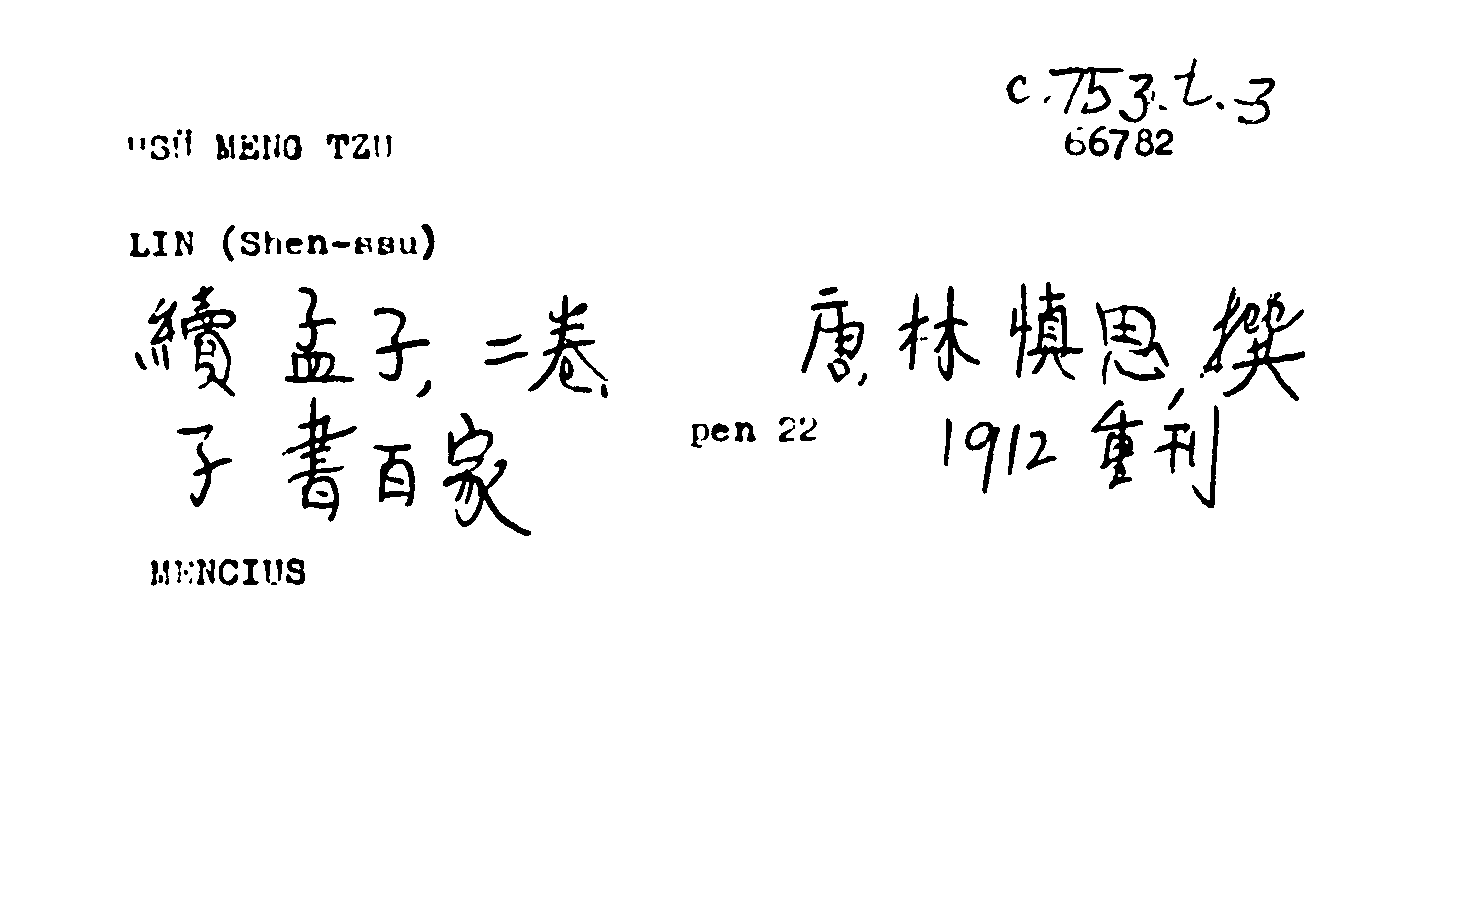 c.753.t.3
66782
HSÜ MENG TZU
LIN (Shen-ssu)
續孟子, 二卷, 唐, 林慎思, 撰
子書百家 pen 22 1912 重刊
MENCIUS